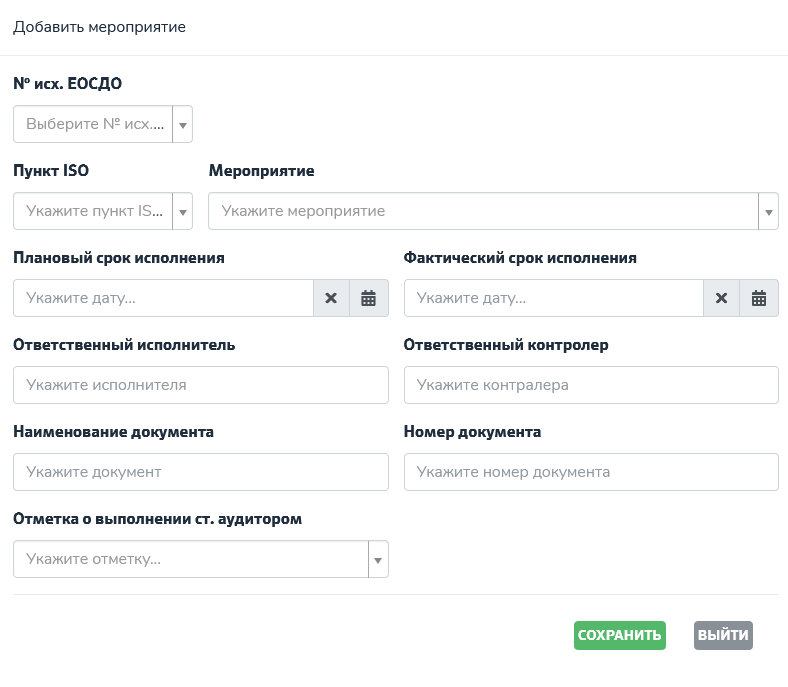 Добавить мероприятие
№ исх. ЕОСДО
Выберите № исх....
Пункт ISO Мероприятие
Укажите пункт IS... Укажите мероприятие
Плановый срок исполнения Фактический срок исполнения
Укажите дату... Укажите дату...
Ответственный исполнитель Ответственный контролер
Укажите исполнителя Укажите контралера
Наименование документа Номер документа
Укажите документ Укажите номер документа
Отметка о выполнении ст. аудитором
Укажите отметку...
СОХРАНИТЬ ВЫЙТИ